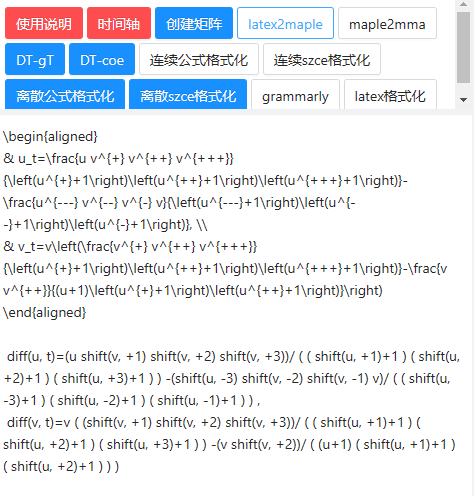 使用说明 时间轴 创建矩阵 latex2maple maple2mma
DT-gT DT-coe 连续公式格式化 连续szce格式化
离散公式格式化 离散szce格式化 grammarly latex格式化
\begin{aligned}
& u_t=\frac{u v^{+} v^{++} v^{+++}}
{\left(u^{+}+1\right)\left(u^{++}+1\right)\left(u^{+++}+1\right)}-
\frac{u^{---} v^{--} v^{-} v}{\left(u^{---}+1\right)\left(u^{-
-}+1\right)\left(u^{-}+1\right)}, \\
& v_t=v\left(\frac{v^{+} v^{++} v^{+++}}
{\left(u^{+}+1\right)\left(u^{++}+1\right)\left(u^{+++}+1\right)}-\frac{v
v^{++}}{(u+1)\left(u^{+}+1\right)\left(u^{++}+1\right)}\right)
\end{aligned}
diff(u, t)=(u shift(v, +1) shift(v, +2) shift(v, +3))/ ( ( shift(u, +1)+1 ) ( shift(u,
+2)+1 ) ( shift(u, +3)+1 ) ) -(shift(u, -3) shift(v, -2) shift(v, -1) v)/ ( ( shift(u,
-3)+1 ) ( shift(u, -2)+1 ) ( shift(u, -1)+1 ) ) ,
diff(v, t)=v ( (shift(v, +1) shift(v, +2) shift(v, +3))/ ( ( shift(u, +1)+1 ) (
shift(u, +2)+1 ) ( shift(u, +3)+1 ) ) -(v shift(v, +2))/ ( (u+1) ( shift(u, +1)+1 )
( shift(u, +2)+1 ) ) )